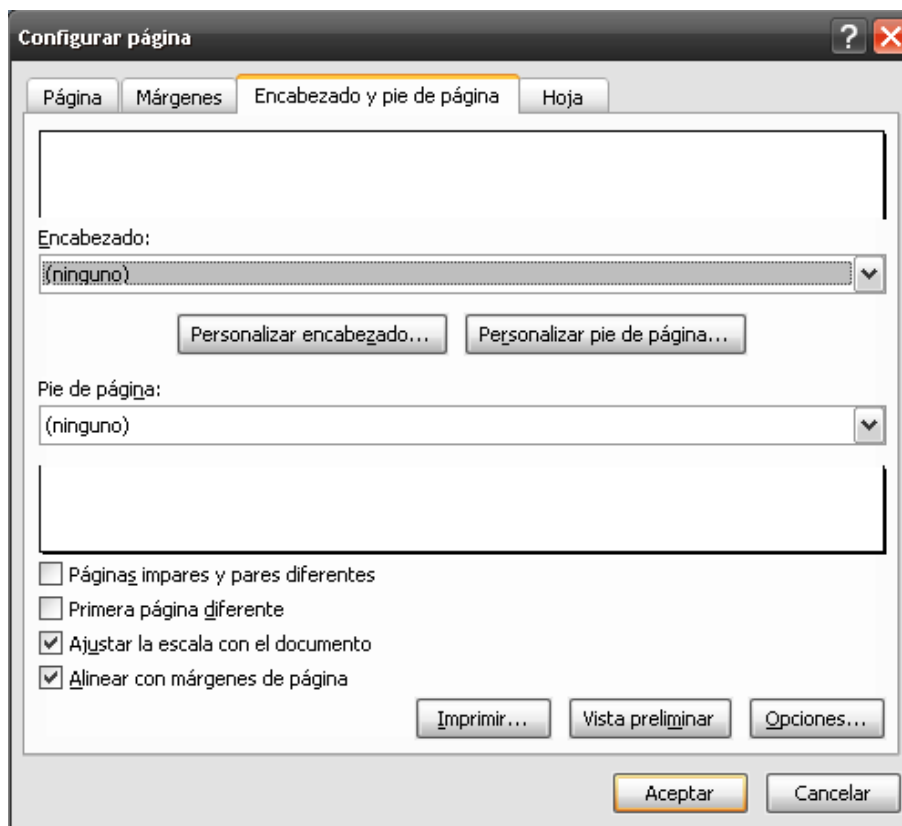 Configurar página
Página Márgenes Encabezado y pie de página Hoja
Encabezado:
(ninguno)
Personalizar encabezado... Personalizar pie de página...
Pie de página:
(ninguno)
Páginas impares y pares diferentes
Primera página diferente
Ajustar la escala con el documento
Alinear con márgenes de página
Imprimir... Vista preliminar Opciones...
Aceptar Cancelar